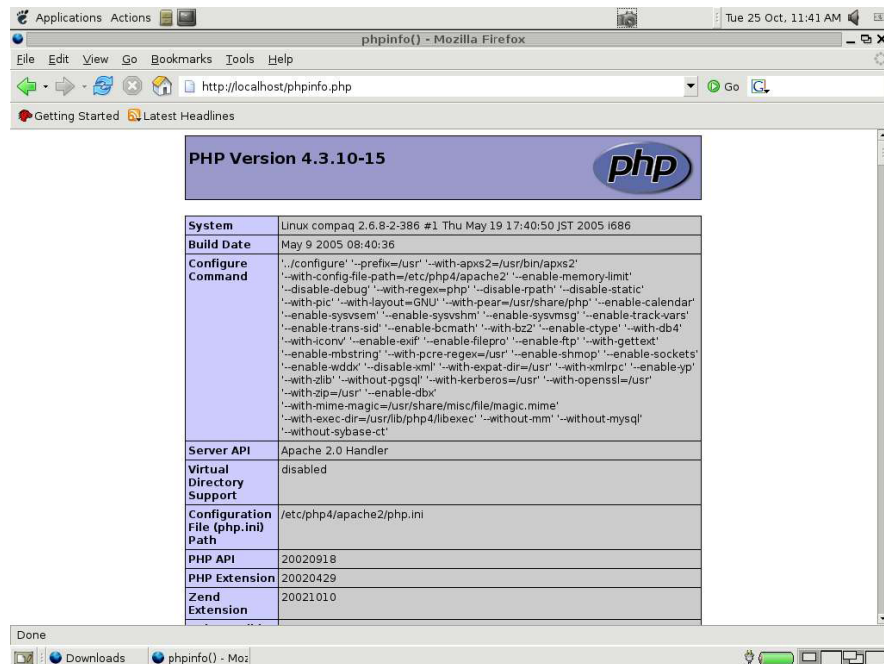 Applications Actions
Tue 25 Oct, 11:41 AM
phpinfo() - Mozilla Firefox
File Edit View Go Bookmarks Tools Help
http://localhost/phpinfo.php
Go
Getting Started Latest Headlines
PHP Version 4.3.10-15
php
System Linux compaq 2.6.8-2-386 #1 Thu May 19 17:40:50 JST 2005 i686
Build Date May 9 2005 08:40:36
Configure Command
'../configure' '--prefix=/usr' '--with-apxs2=/usr/bin/apxs2'
'--with-config-file-path=/etc/php4/apache2' '--enable-memory-limit'
'--disable-debug' '--with-regex=php' '--disable-rpath' '--disable-static'
'--with-pic' '--with-layout=GNU' '--with-pear=/usr/share/php' '--enable-calendar'
'--enable-sysvsem' '--enable-sysvshm' '--enable-sysvmsg' '--enable-track-vars'
'--enable-trans-sid' '--enable-bcmath' '--with-bz2' '--enable-ctype' '--with-db4'
'--with-iconv' '--enable-exif' '--enable-filepro' '--enable-ftp' '--with-gettext'
'--enable-mbstring' '--with-pcre-regex=/usr' '--enable-shmop' '--enable-sockets'
'--enable-wddx' '--disable-xml' '--with-expat-dir=/usr' '--with-xmlrpc' '--enable-yp'
'--with-zlib' '--without-pgsql' '--with-kerberos=/usr' '--with-openssl=/usr'
'--with-zip=/usr' '--enable-dbx'
'--with-mime-magic=/usr/share/misc/file/magic.mime'
'--with-exec-dir=/usr/lib/php4/libexec' '--without-mm' '--without-mysql'
'--without-sybase-ct'
Server API Apache 2.0 Handler
Virtual Directory Support disabled
Configuration File (php.ini) Path /etc/php4/apache2/php.ini
PHP API 20020918
PHP Extension 20020429
Zend Extension 20021010
Done
Downloads phpinfo() - Moz